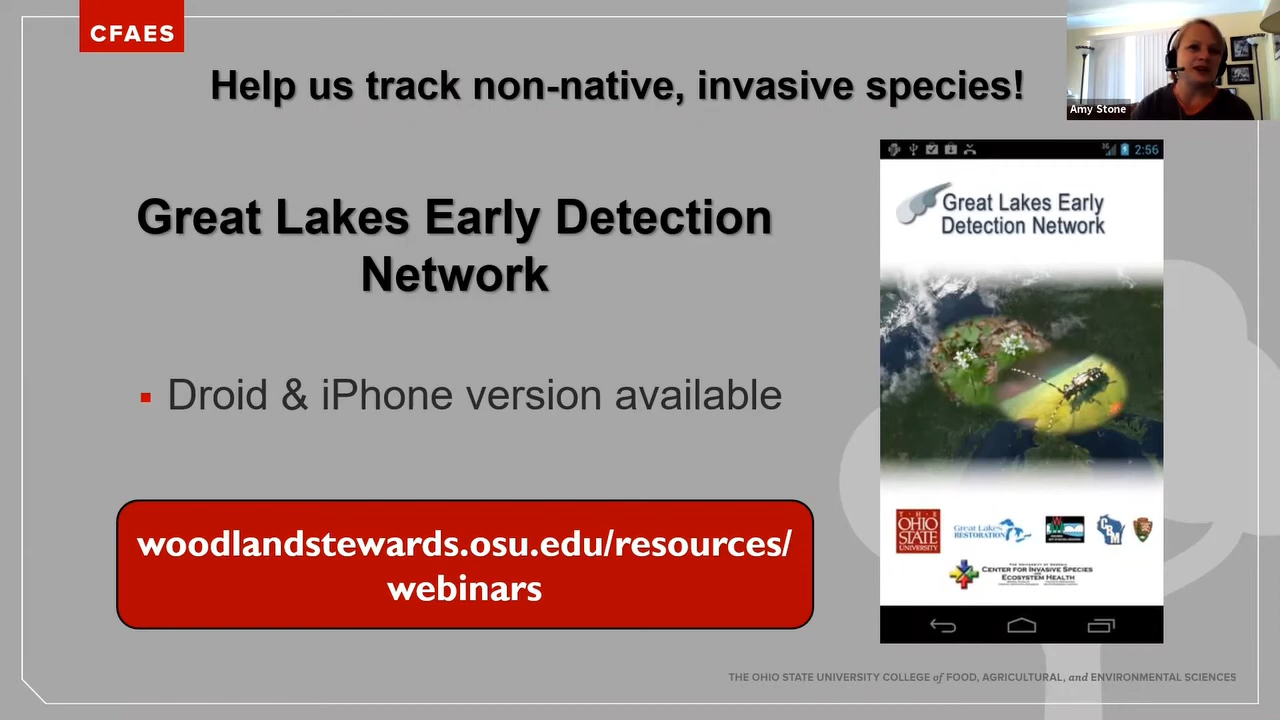 CFAES
Help us track non-native, invasive species!
Amy Stone
Great Lakes Early Detection
Network
▪ Droid & iPhone version available
woodlandstewards.osu.edu/resources/
webinars
3G
2:56
Great Lakes Early
Detection Network
THE
OHIO
STATE
UNIVERSITY
Great Lakes
RESTORATION
CRM
CENTER FOR INVASIVE SPECIES
ECOSYSTEM HEALTH
THE OHIO STATE UNIVERSITY COLLEGE of FOOD, AGRICULTURAL, and ENVIRONMENTAL SCIENCES